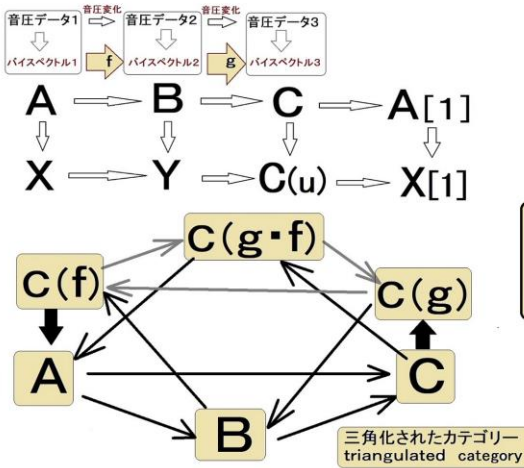 音圧データ1 音圧変化 音圧データ2 音圧変化 音圧データ3
バイスペクトル1 f バイスペクトル2 g バイスペクトル3
A B C A[1]
X Y C(u) X[1]
C(g▪f)
C(f) C(g)
A C
B
三角化されたカテゴリー
triangulated category